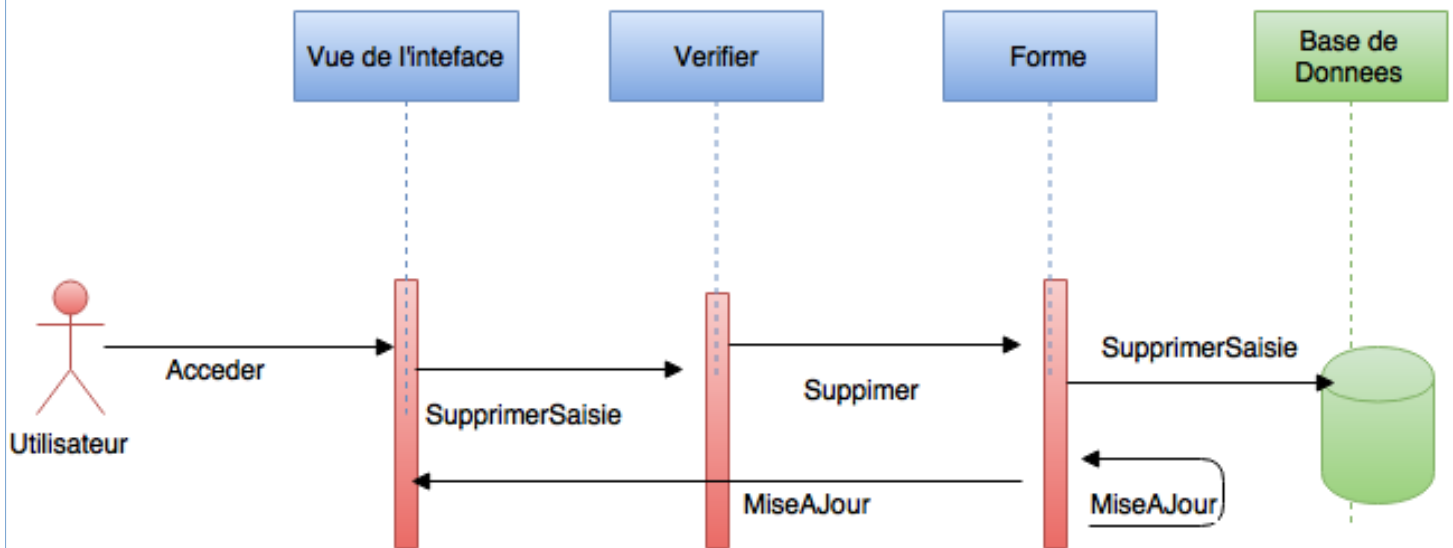 Vue de l'inteface
Verifier
Forme
Base de
Donnees
Acceder
SupprimerSaisie
Suppimer
SupprimerSaisie
Utilisateur
MiseAJour
MiseAJour